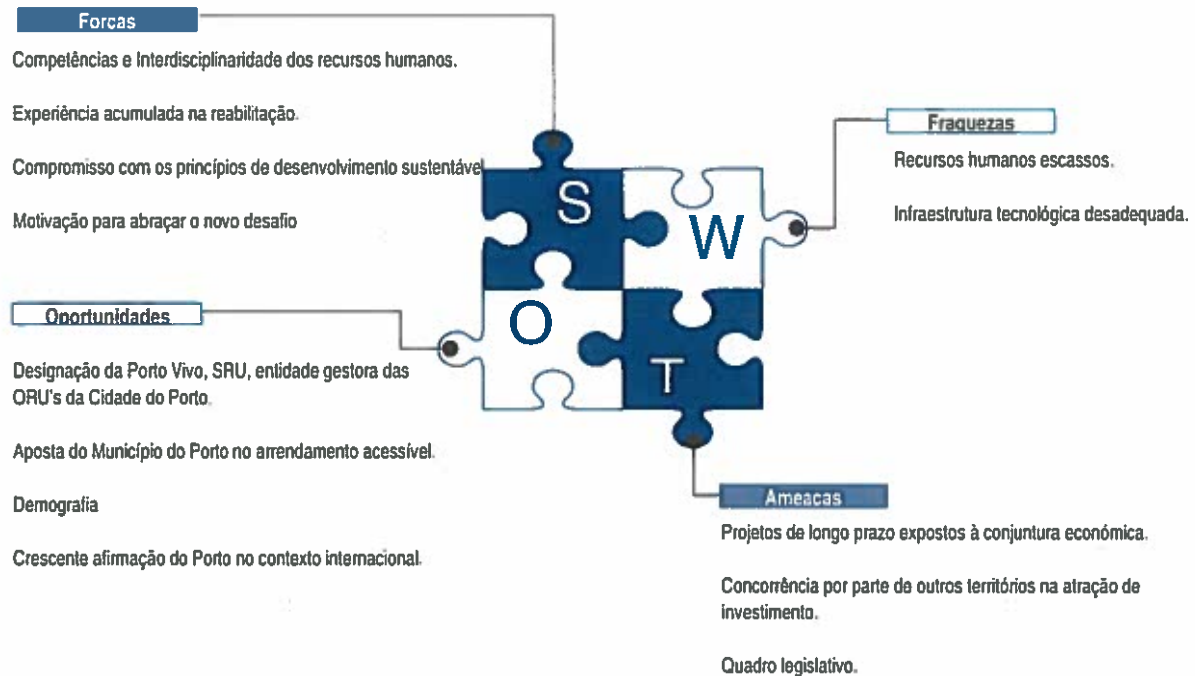 Forças
Competências e Interdisciplinaridade dos recursos humanos.
Experiência acumulada na reabilitação.
Compromisso com os princípios de desenvolvimento sustentável
Motivação para abraçar o novo desafio
Fraquezas
Recursos humanos escassos.
Infraestrutura tecnológica desadequada.
S
W
O
T
Oportunidades
Designação da Porto Vivo, SRU, entidade gestora das
ORU's da Cidade do Porto.
Aposta do Município do Porto no arrendamento acessível.
Demografia
Crescente afirmação do Porto no contexto internacional.
Ameaças
Projetos de longo prazo expostos à conjuntura económica.
Concorrência por parte de outros territórios na atração de
investimento.
Quadro legislativo.